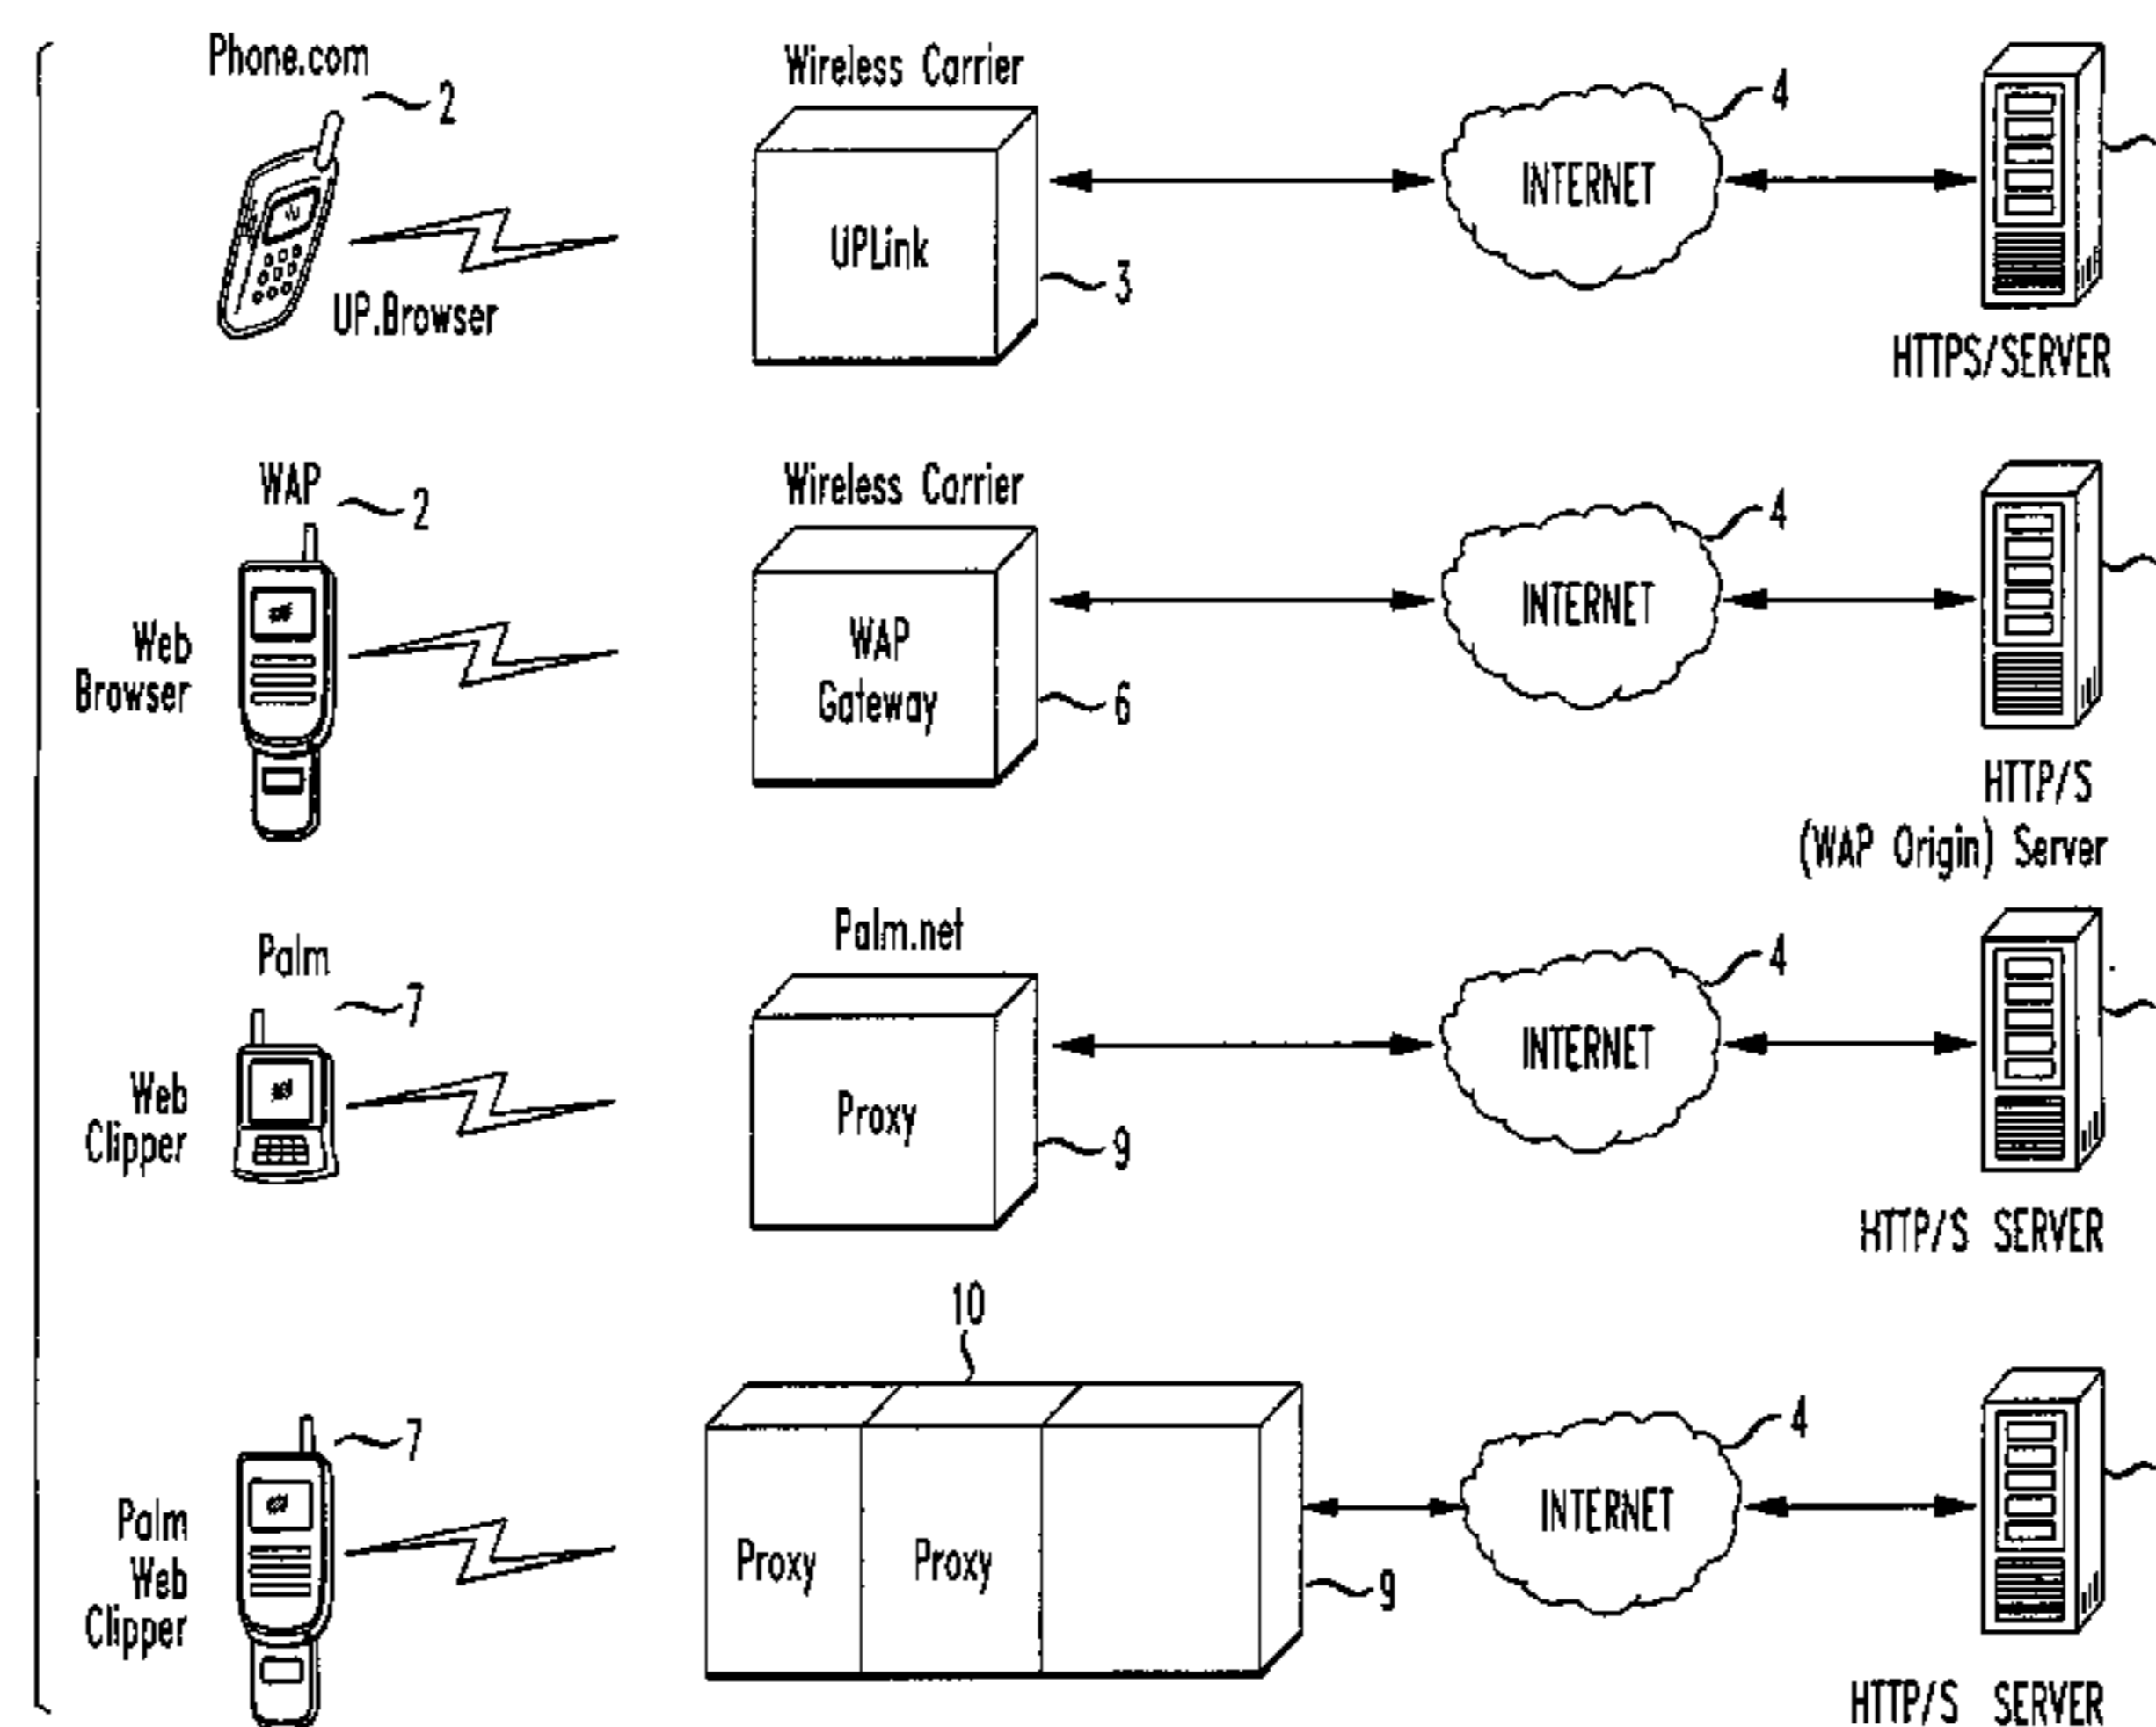 Phone.com
2
UP.Browser
Wireless Carrier
UPLink
3
4
INTERNET
HTTPS/SERVER
WAP
2
Web
Browser
Wireless Carrier
WAP
Gateway
6
4
INTERNET
HTTP/S
(WAP Origin) Server
Palm
7
Web
Clipper
Palm.net
Proxy
9
4
INTERNET
HTTP/S SERVER
7
Palm
Web
Clipper
10
Proxy
Proxy
9
4
INTERNET
HTTP/S SERVER